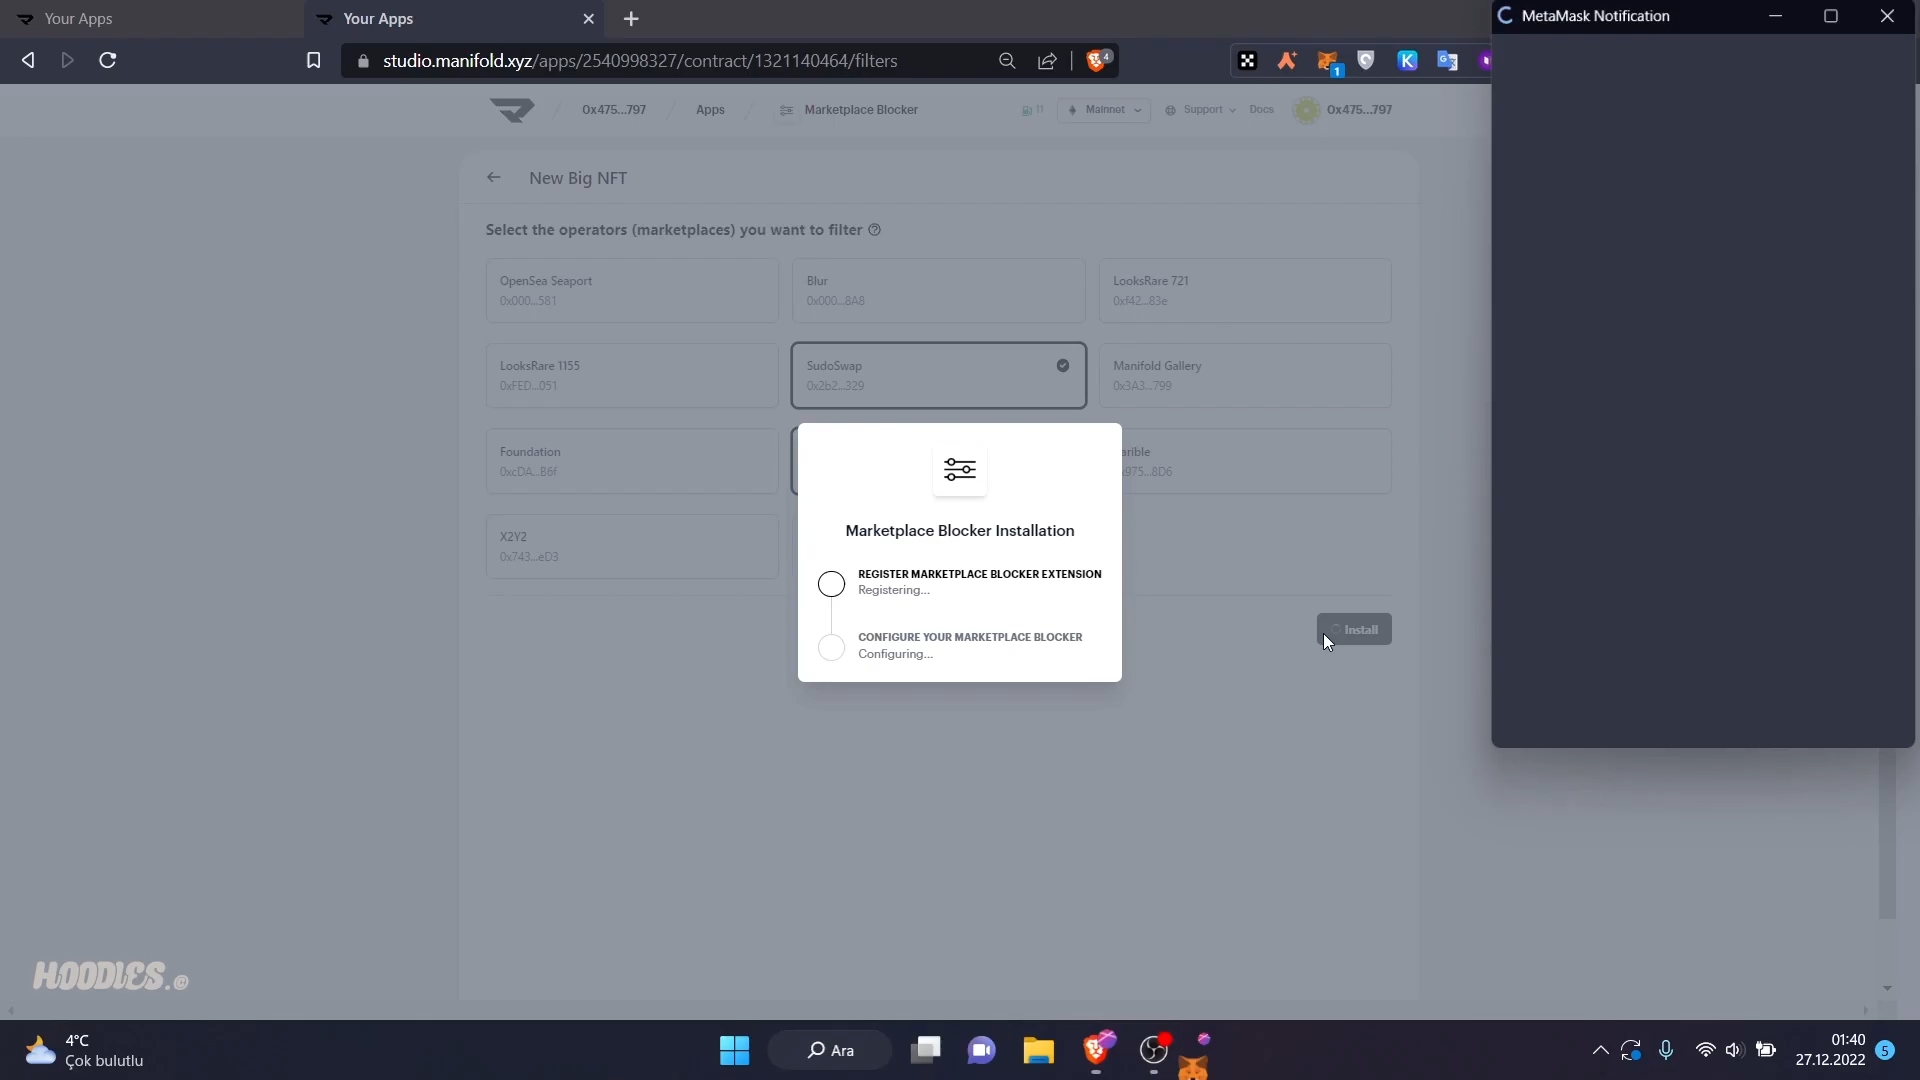 Your Apps
Your Apps
MetaMask Notification
studio.manifold.xyz/apps/2540998327/contract/1321140464/filters
4
1
0x475...797
Apps
Marketplace Blocker
11
Mainnet
Support
Docs
0x475...797
New Big NFT
Select the operators (marketplaces) you want to filter
OpenSea Seaport
0x000...581
Blur
0x000...8A8
LooksRare 721
0xf42...83e
LooksRare 1155
0xFED...051
SudoSwap
0x2b2...329
Manifold Gallery
0x3A3...799
Foundation
0xcDA...B6f
arible
975...8D6
X2Y2
0x743...eD3
Marketplace Blocker Installation
REGISTER MARKETPLACE BLOCKER EXTENSION
Registering...
CONFIGURE YOUR MARKETPLACE BLOCKER
Configuring...
Install
HOODIES.
4°C
Çok bulutlu
Ara
01:40
27.12.2022
5